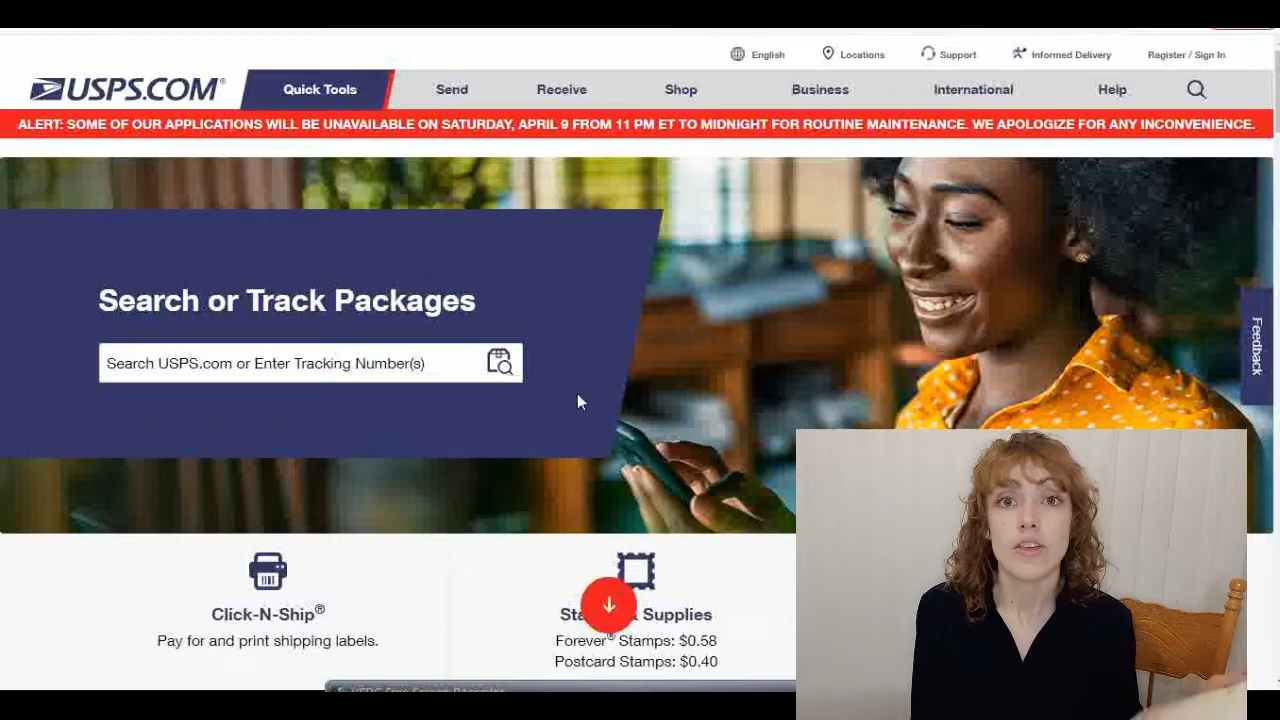 English
Locations
Support
Informed Delivery
Register / Sign In
USPS.COM®
Quick Tools
Send
Receive
Shop
Business
International
Help
ALERT: SOME OF OUR APPLICATIONS WILL BE UNAVAILABLE ON SATURDAY, APRIL 9 FROM 11 PM ET TO MIDNIGHT FOR ROUTINE MAINTENANCE. WE APOLOGIZE FOR ANY INCONVENIENCE.
Search or Track Packages
Search USPS.com or Enter Tracking Number(s)
Feedback
Click-N-Ship®
Pay for and print shipping labels.
Supplies
Forever® Stamps: $0.58
Postcard Stamps: $0.40